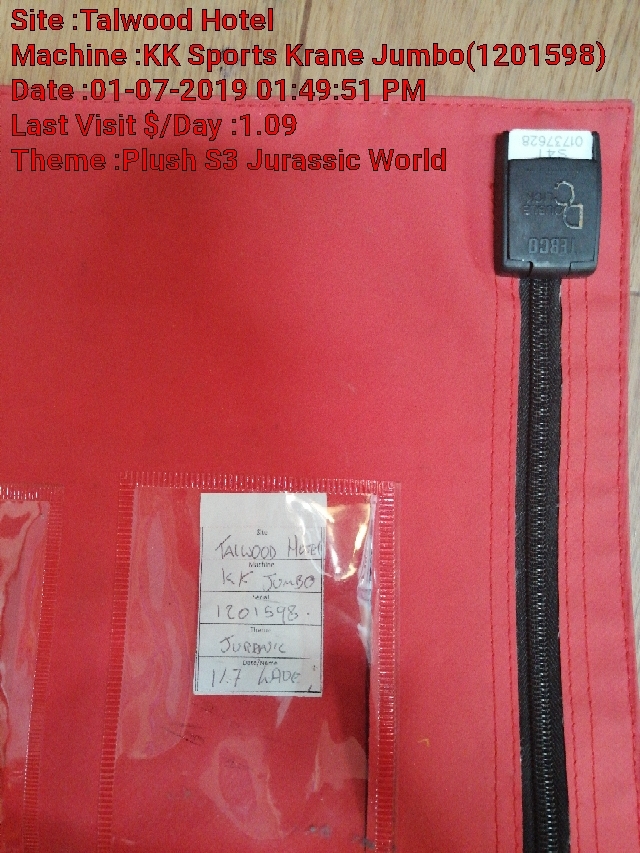 Site :Talwood Hotel
Machine :KK Sports Krane Jumbo(1201598)
Date :01-07-2019 01:49:51 PM
Last Visit $/Day :1.09
Theme :Plush S3 Jurassic World
S41
01737628
TEBCO
Site
TALWOOD HOTEL
Machine
KK JUMBO
Serial
1201598.
Theme
Date/Name
1/.7 WADE